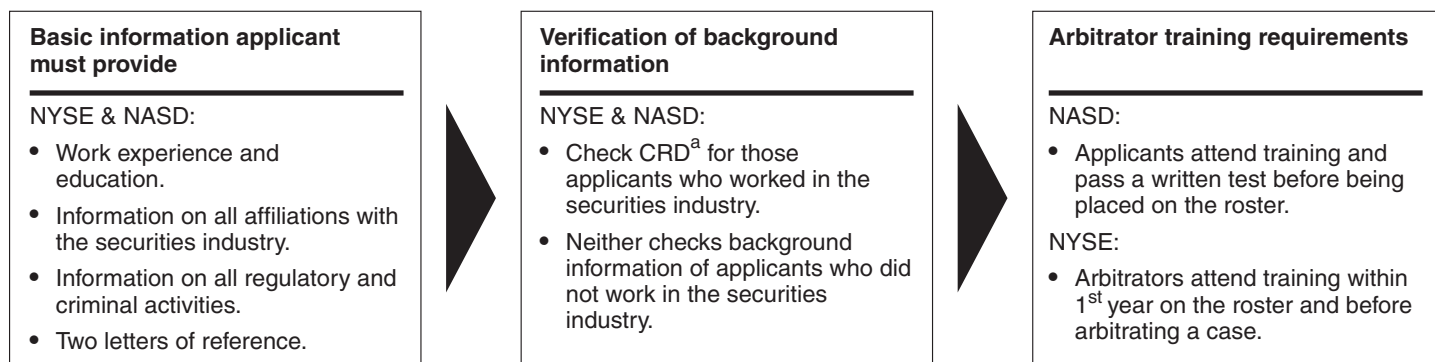 Basic information applicant
must provide
NYSE & NASD:
• Work experience and
education.
• Information on all affiliations with
the securities industry.
• Information on all regulatory and
criminal activities.
• Two letters of reference.
Verification of background
information
NYSE & NASD:
• Check CRDa for those
applicants who worked in the
securities industry.
• Neither checks background
information of applicants who did
not work in the securities
industry.
Arbitrator training requirements
NASD:
• Applicants attend training and
pass a written test before being
placed on the roster.
NYSE:
• Arbitrators attend training within
1st year on the roster and before
arbitrating a case.